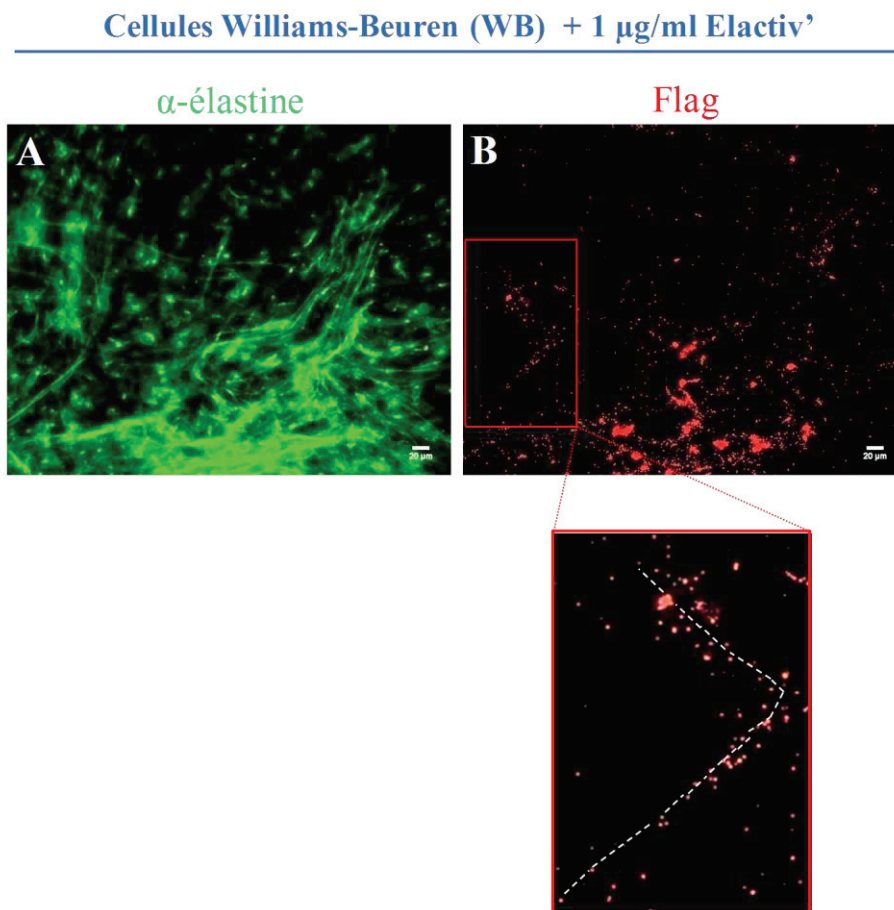 Cellules Williams-Beuren (WB) + 1 µg/ml Elactiv’
α-élastine
Flag
A
B
20 µm
20 µm